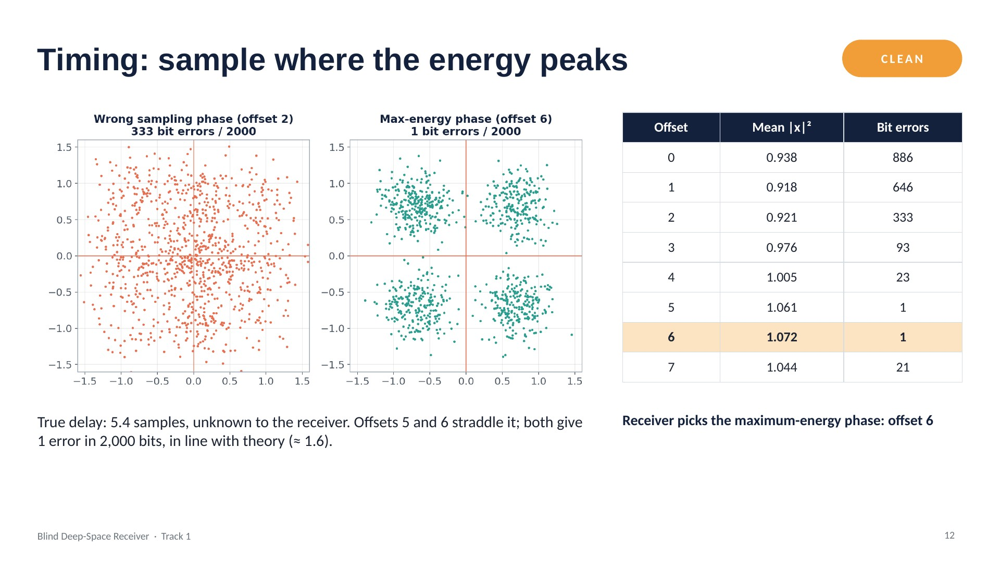 Timing: sample where the energy peaks
CLEAN
Wrong sampling phase (offset 2)
333 bit errors / 2000
1.5
1.0
0.5
0.0
−0.5
−1.0
−1.5
−1.5 −1.0 −0.5 0.0 0.5 1.0 1.5
Max-energy phase (offset 6)
1 bit errors / 2000
1.5
1.0
0.5
0.0
−0.5
−1.0
−1.5
−1.5 −1.0 −0.5 0.0 0.5 1.0 1.5
Offset Mean |x|² Bit errors
0 0.938 886
1 0.918 646
2 0.921 333
3 0.976 93
4 1.005 23
5 1.061 1
6 1.072 1
7 1.044 21
True delay: 5.4 samples, unknown to the receiver. Offsets 5 and 6 straddle it; both give
1 error in 2,000 bits, in line with theory (≈ 1.6).
Receiver picks the maximum-energy phase: offset 6
Blind Deep-Space Receiver · Track 1
12